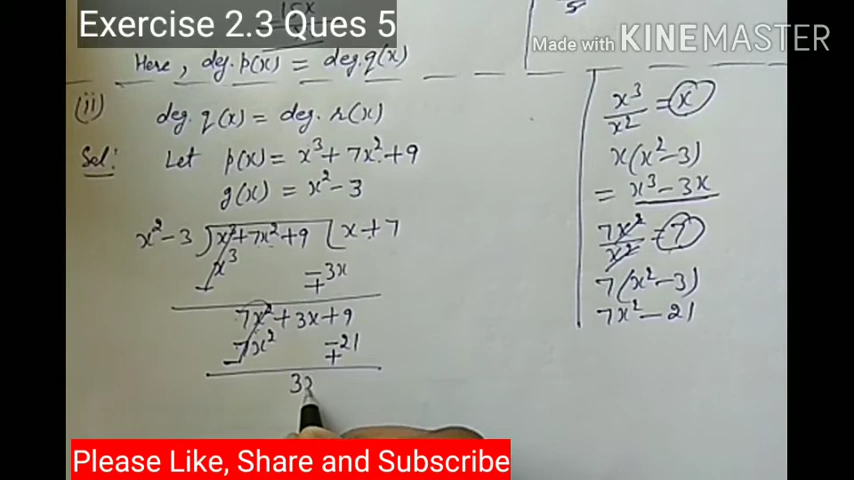 Exercise 2.3 Ques 5
Made with KINEMASTER
15x
5
Here, deg. p(x) = deg. q(x)
(ii)
deg. q(x) = deg. r(x)
Sol: Let p(x) = x³ + 7x² + 9
g(x) = x² - 3
x² - 3 ) x³ + 7x² + 9 ( x + 7
x³ - 3x
- +
7x² + 3x + 9
7x² - 21
- +
3x
x³/x² = x
x(x² - 3)
= x³ - 3x
7x²/x² = 7
7(x² - 3)
7x² - 21
Please Like, Share and Subscribe